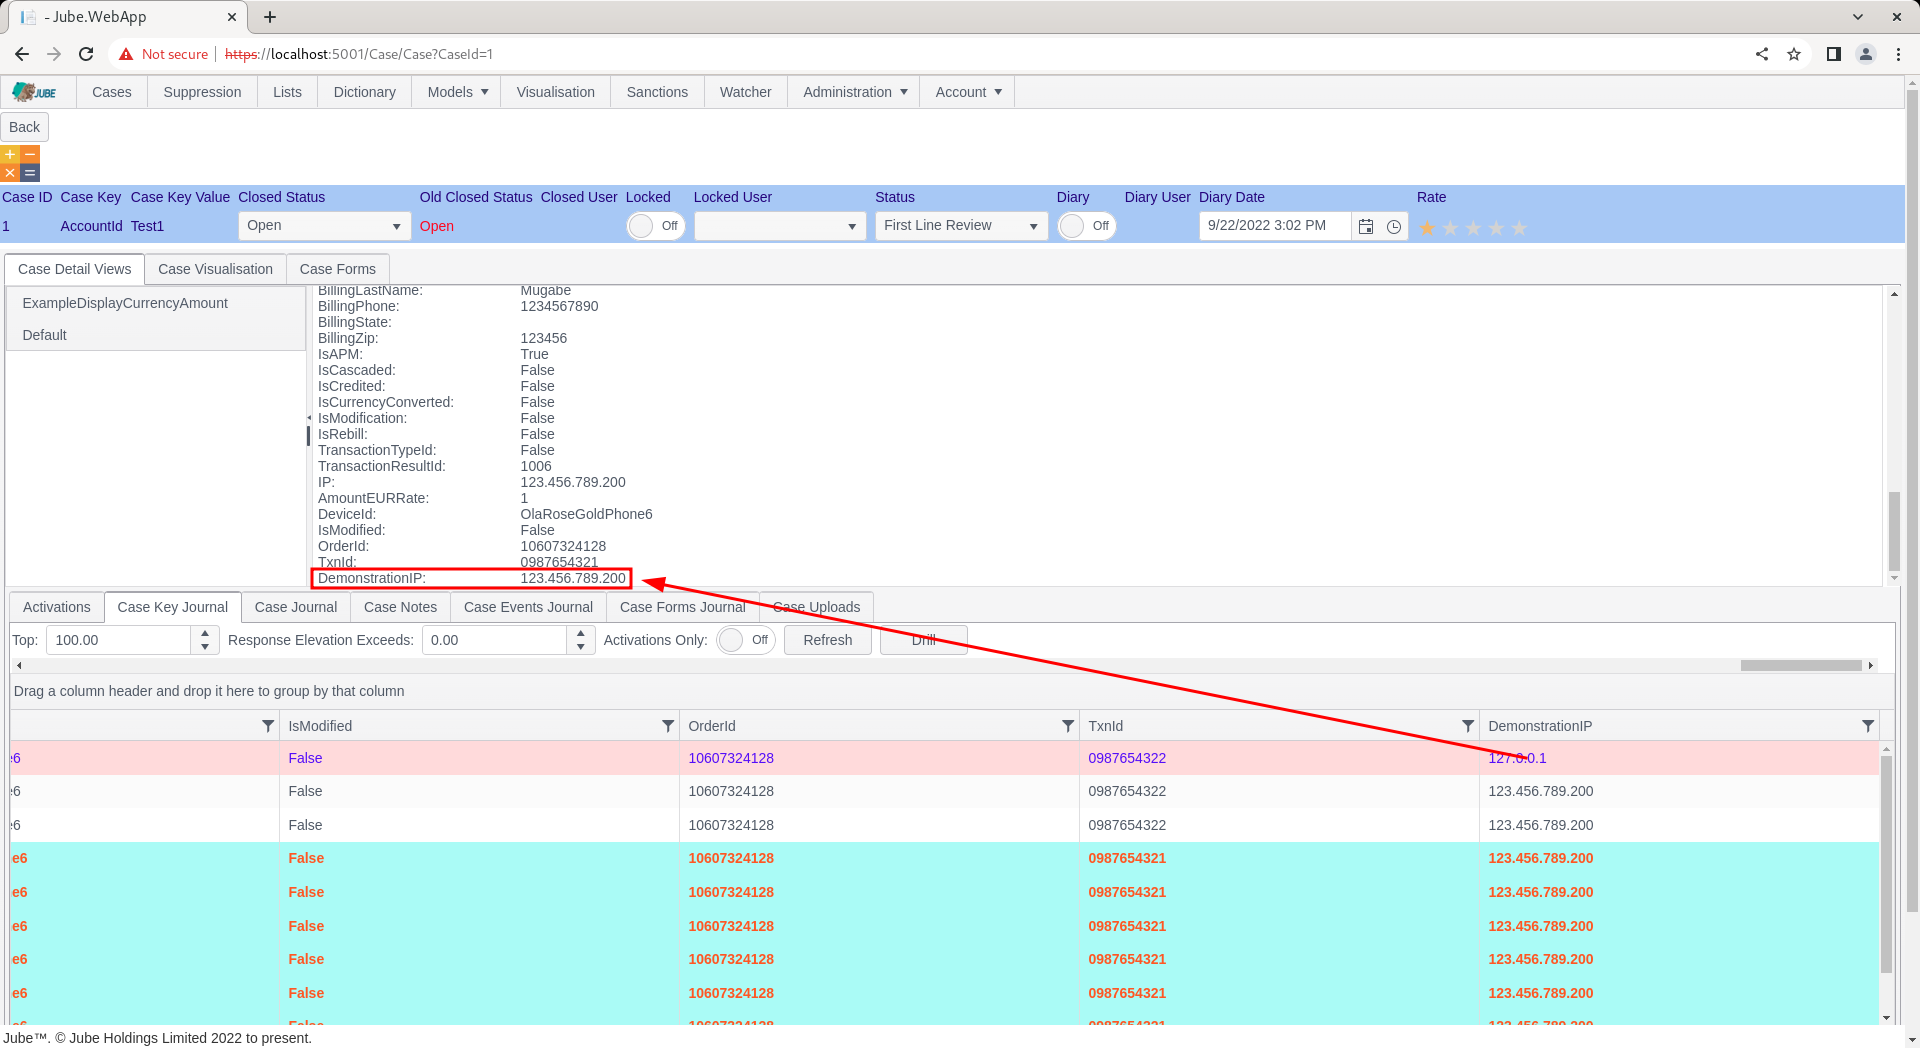 - Jube.WebApp
Not secure https://localhost:5001/Case/Case?CaseId=1
JUBE Cases Suppression Lists Dictionary Models Visualisation Sanctions Watcher Administration Account
Back
Case ID Case Key Case Key Value Closed Status Old Closed Status Closed User Locked Locked User Status Diary Diary User Diary Date Rate
1 AccountId Test1 Open Open Off First Line Review Off 9/22/2022 3:02 PM
Case Detail Views Case Visualisation Case Forms
ExampleDisplayCurrencyAmount
Default
BillingLastName: Mugabe
BillingPhone: 1234567890
BillingState:
BillingZip: 123456
IsAPM: True
IsCascaded: False
IsCredited: False
IsCurrencyConverted: False
IsModification: False
IsRebill: False
TransactionTypeId: False
TransactionResultId: 1006
IP: 123.456.789.200
AmountEURRate: 1
DeviceId: OlaRoseGoldPhone6
IsModified: False
OrderId: 10607324128
TxnId: 0987654321
DemonstrationIP: 123.456.789.200
Activations Case Key Journal Case Journal Case Notes Case Events Journal Case Forms Journal Case Uploads
Top: 100.00 Response Elevation Exceeds: 0.00 Activations Only: Off Refresh Drill
Drag a column header and drop it here to group by that column
IsModified OrderId TxnId DemonstrationIP
e6 False 10607324128 0987654322 127.0.0.1
e6 False 10607324128 0987654322 123.456.789.200
e6 False 10607324128 0987654322 123.456.789.200
e6 False 10607324128 0987654321 123.456.789.200
e6 False 10607324128 0987654321 123.456.789.200
e6 False 10607324128 0987654321 123.456.789.200
e6 False 10607324128 0987654321 123.456.789.200
e6 False 10607324128 0987654321 123.456.789.200
e6 False 10607324128 0987654321 123.456.789.200
Jube™. © Jube Holdings Limited 2022 to present.